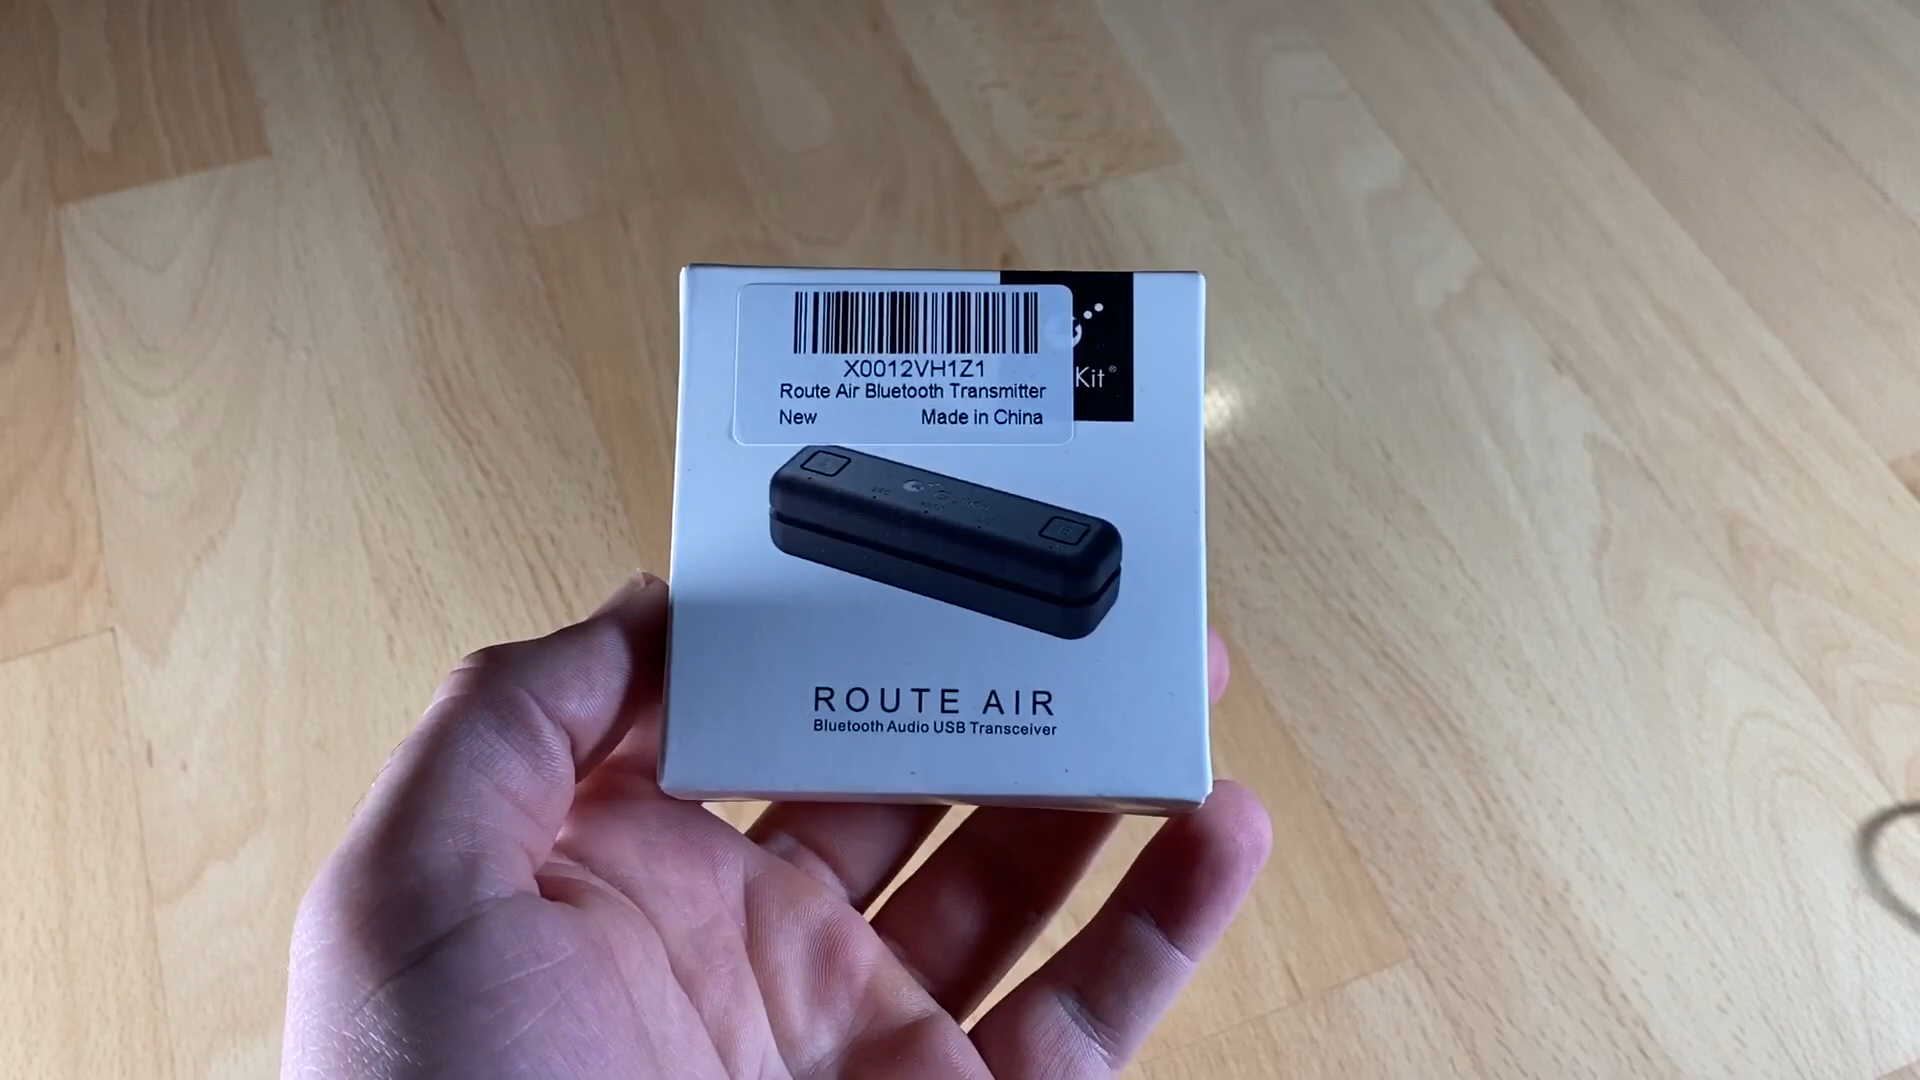 X0012VH1Z1
Route Air Bluetooth Transmitter
New Made in China
Kit®
ROUTE AIR
Bluetooth Audio USB Transceiver